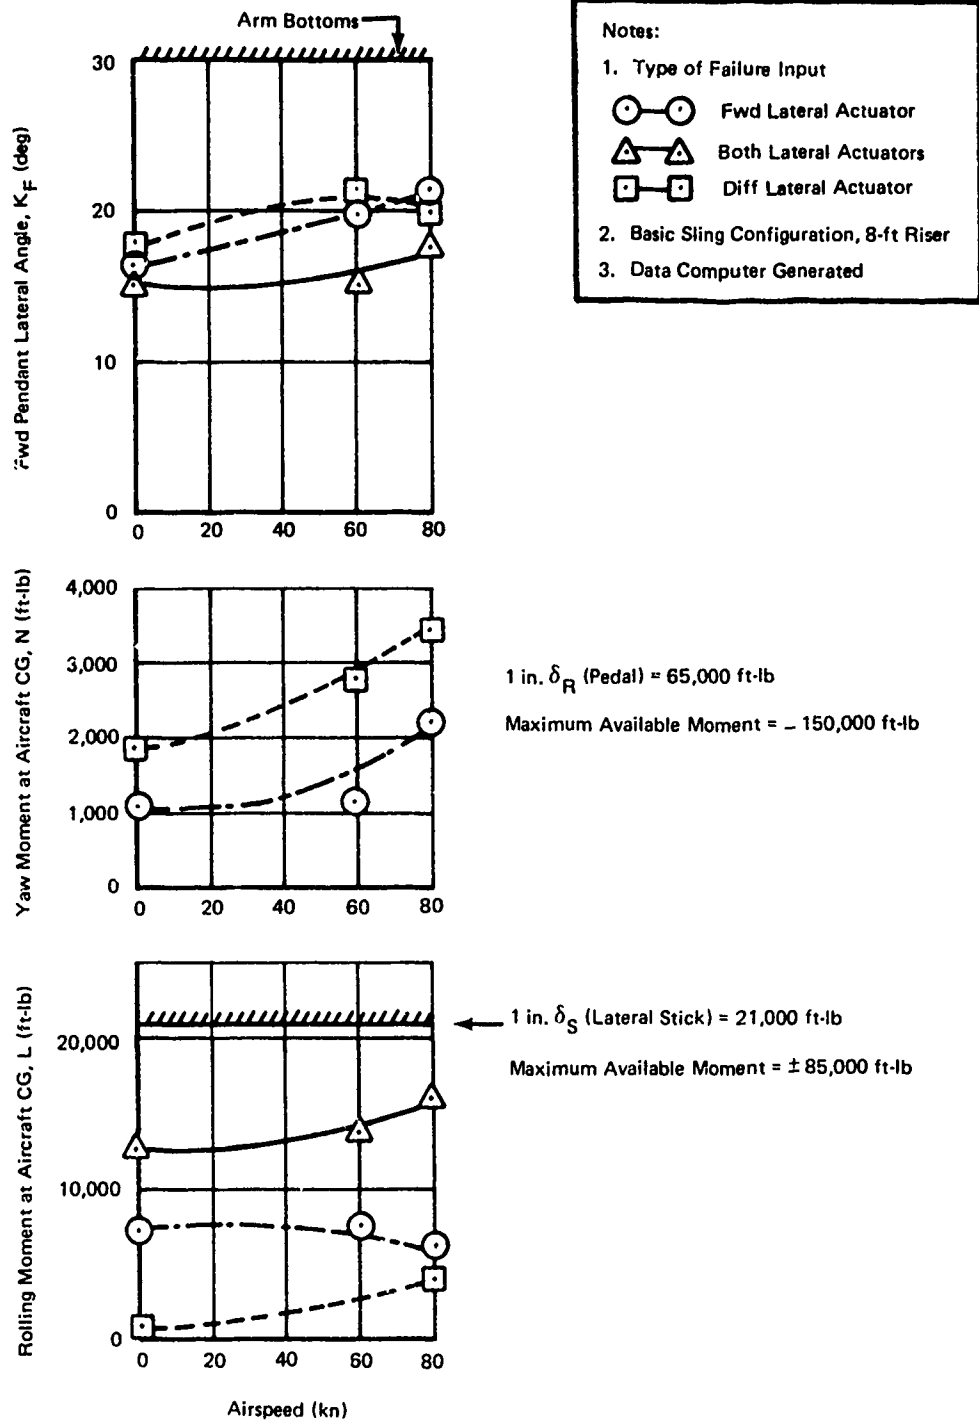 Arm Bottoms
30
20
10
0
0 20 40 60 80
Fwd Pendant Lateral Angle, KF (deg)
Notes:
1. Type of Failure Input
Fwd Lateral Actuator
Both Lateral Actuators
Diff Lateral Actuator
2. Basic Sling Configuration, 8-ft Riser
3. Data Computer Generated
4,000
3,000
2,000
1,000
0
0 20 40 60 80
Yaw Moment at Aircraft CG, N (ft-lb)
1 in. δR (Pedal) = 65,000 ft-lb
Maximum Available Moment = – 150,000 ft-lb
20,000
10,000
0
0 20 40 60 80
Rolling Moment at Aircraft CG, L (ft-lb)
1 in. δS (Lateral Stick) = 21,000 ft-lb
Maximum Available Moment = ± 85,000 ft-lb
Airspeed (kn)